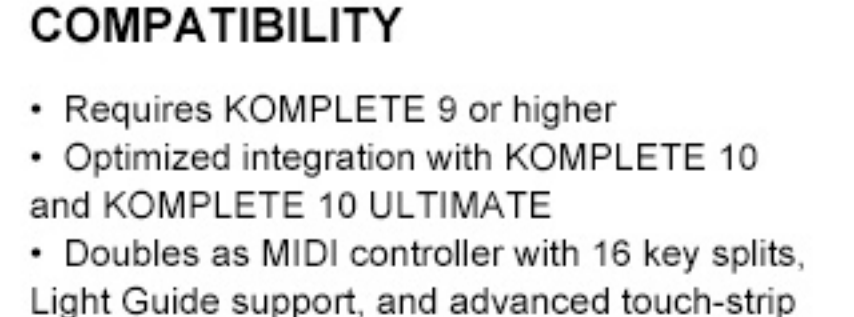 COMPATIBILITY
• Requires KOMPLETE 9 or higher
• Optimized integration with KOMPLETE 10
and KOMPLETE 10 ULTIMATE
• Doubles as MIDI controller with 16 key splits,
Light Guide support, and advanced touch-strip